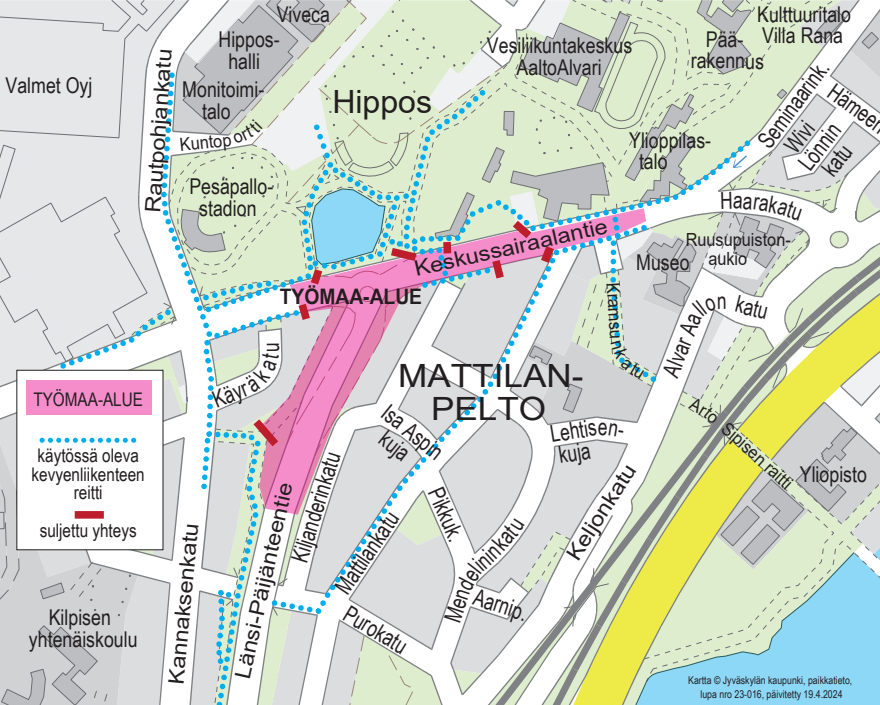 Viveca
Kulttuuritalo
Villa Rana
Hippos-
halli
Vesiliikuntakeskus
AaltoAlvari
Pää-
rakennus
Valmet Oyj
Monitoimi-
talo
Hippos
Seminaarink.
Hämeen
Wivi
Lönnin
katu
Kuntoportti
Rautpohjankatu
Ylioppilas-
talo
Pesäpallo-
stadion
Haarakatu
Keskussairaalantie
Ruusupuiston-
aukio
Museo
TYÖMAA-ALUE
Kramsunkatu
Alvar Aallon katu
Käyräkatu
MATTILAN-
PELTO
TYÖMAA-ALUE
käytössä oleva
kevyenliikenteen
reitti
suljettu yhteys
Isa Aspin
kuja
Lehtisen-
kuja
Arto Sipisen raitti
Yliopisto
Keljonkatu
Kiljanderinkatu
Pikkuk.
Mattilankatu
Mendelininkatu
Kannaksenkatu
Länsi-Päijänteentie
Aarnip.
Purokatu
Kilpisen
yhtenäiskoulu
Kartta © Jyväskylän kaupunki, paikkatieto,
lupa nro 23-016, päivitetty 19.4.2024